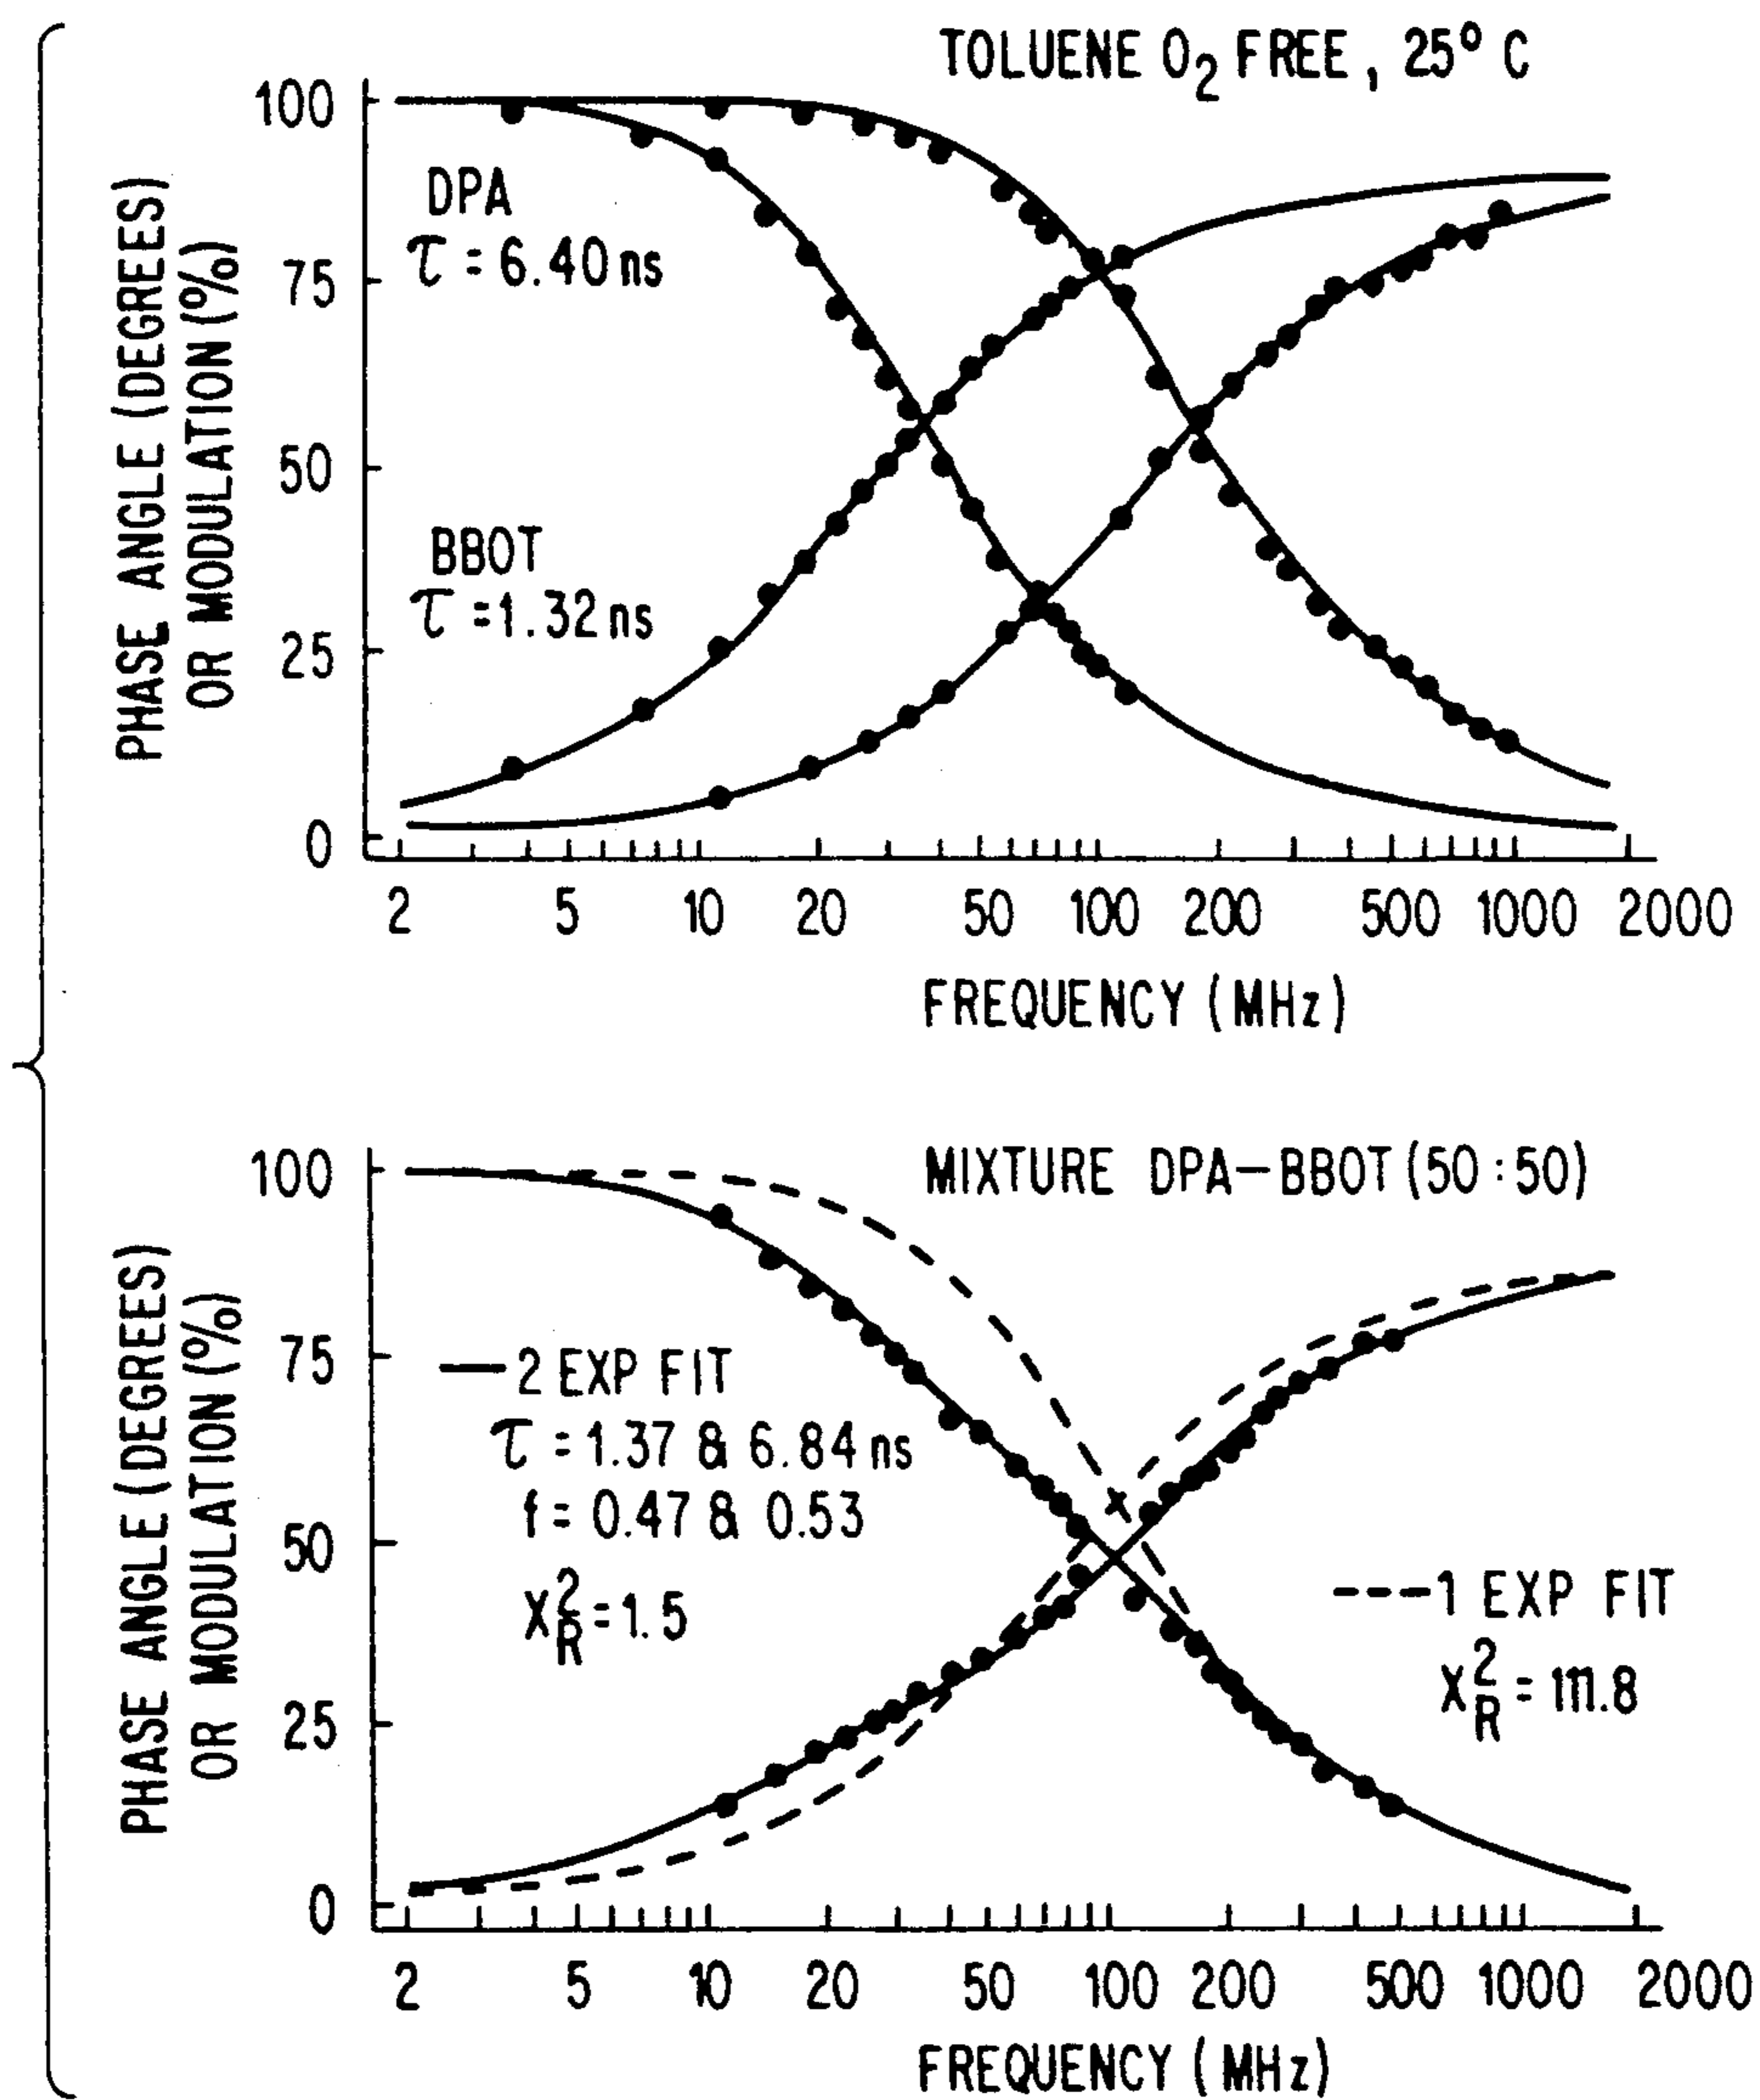 TOLUENE O2 FREE, 25° C
PHASE ANGLE (DEGREES)
OR MODULATION (%)
100
75
50
25
0
DPA
τ = 6.40 ns
BBOT
τ = 1.32 ns
2 5 10 20 50 100 200 500 1000 2000
FREQUENCY (MHz)
MIXTURE DPA–BBOT (50 : 50)
PHASE ANGLE (DEGREES)
OR MODULATION (%)
100
75
50
25
0
— 2 EXP FIT
τ = 1.37 & 6.84 ns
f = 0.47 & 0.53
X²R = 1.5
---1 EXP FIT
X²R =
2 5 10 20 50 100 200 500 1000 2000
FREQUENCY (MHz)